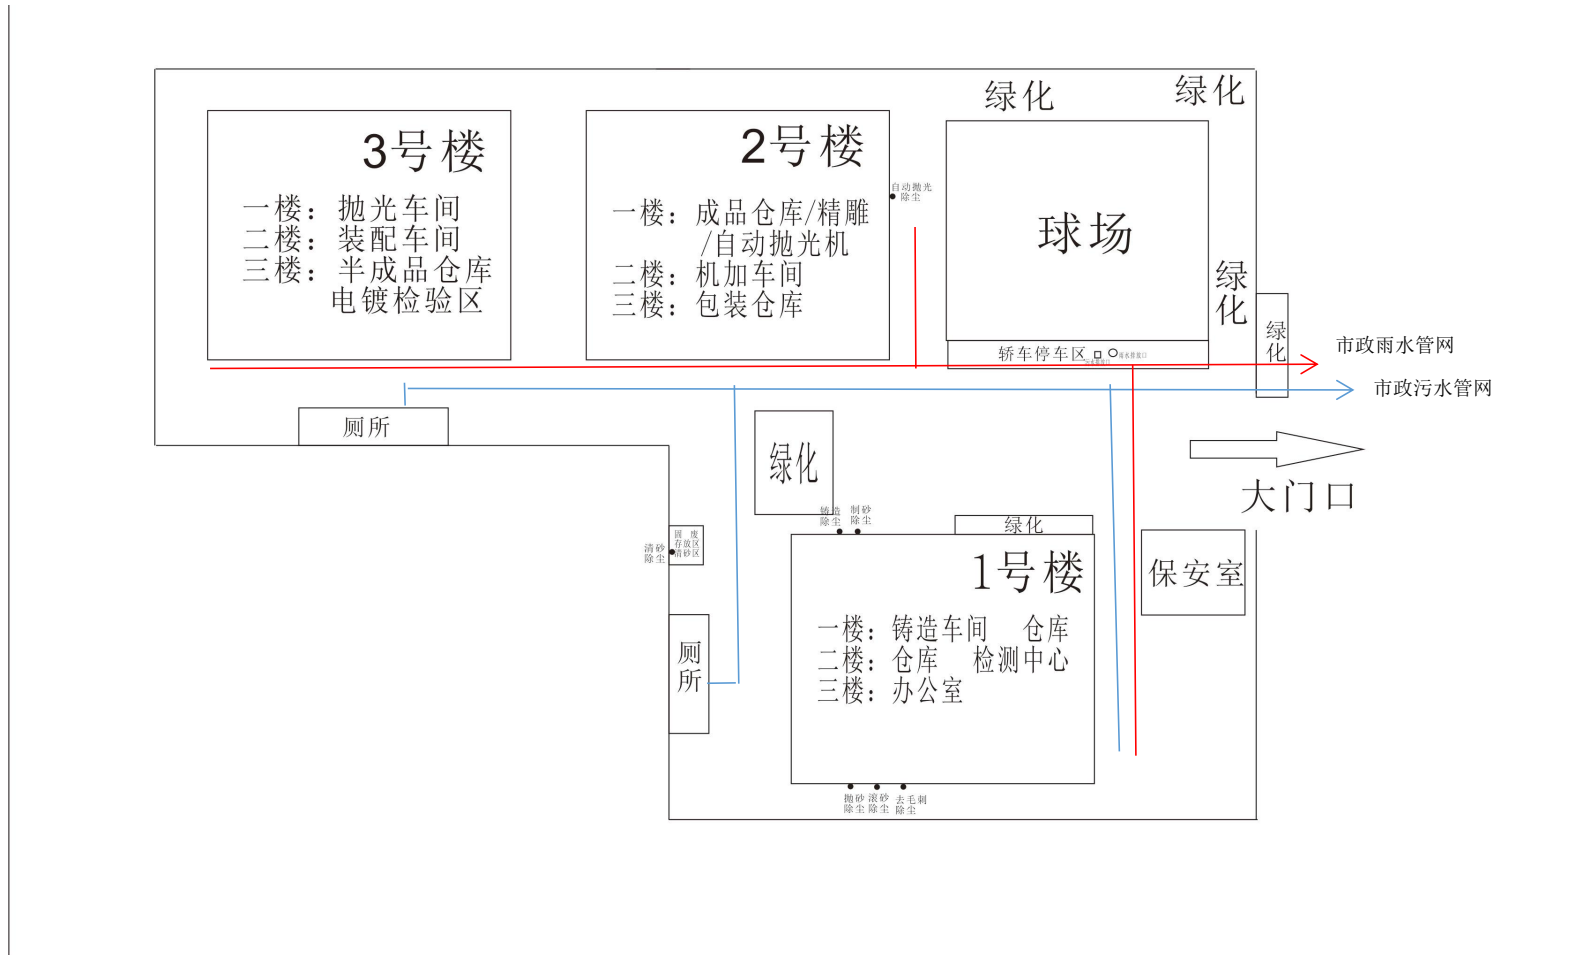 绿化
绿化
3号楼
一楼：抛光车间
二楼：装配车间
三楼：半成品仓库
电镀检验区
2号楼
一楼：成品仓库/精雕
/自动抛光机
二楼：机加车间
三楼：包装仓库
自动抛光
除尘
球场
绿化
绿化
轿车停车区
雨水排放口
市政雨水管网
市政污水管网
厕所
绿化
大门口
铸造
除尘
制砂
除尘
绿化
清砂
除尘
固 废
存放区
清砂区
1号楼
一楼：铸造车间 仓库
二楼：仓库 检测中心
三楼：办公室
保安室
厕所
抛砂
除尘
滚砂
除尘
去毛刺
除尘